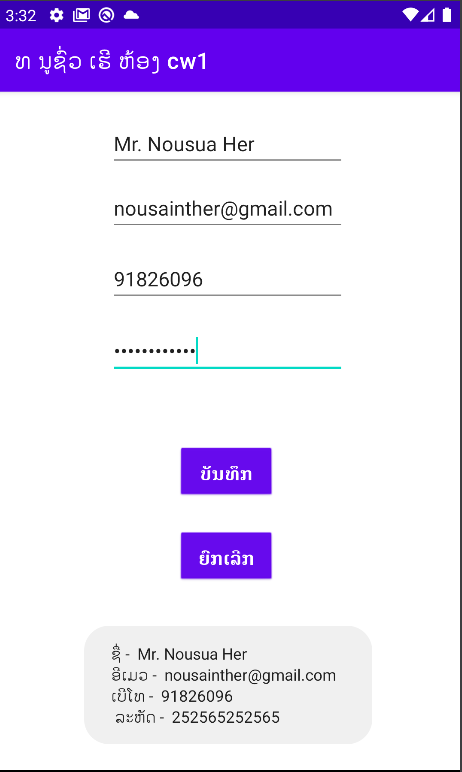 3:32
ທ ນູຊົ່ວ ເຮີ ຫ້ອງ cw1
Mr. Nousua Her
nousainther@gmail.com
91826096
••••••••••••
ບັນທຶກ
ຍົກເລີກ
ຊື່ - Mr. Nousua Her
ອີເມວ - nousainther@gmail.com
ເບີໂທ - 91826096
ລະຫັດ - 252565252565